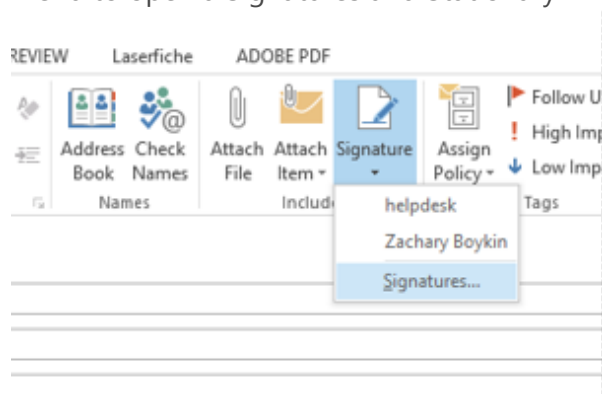 REVIEW Laserfiche ADOBE PDF
Address Book
Check Names
Attach File
Attach Item
Signature
Assign Policy
Follow U
High Imp
Low Imp
Names
Includ
Tags
helpdesk
Zachary Boykin
Signatures...